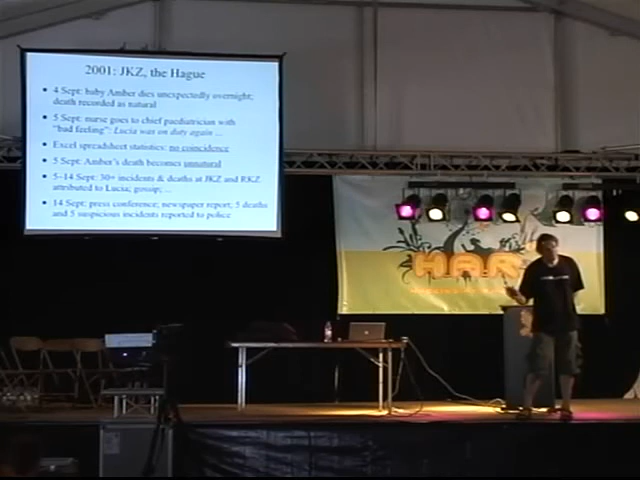 2001: JKZ, the Hague
• 4 Sept: baby Amber dies unexpectedly overnight;
death recorded as natural
• 5 Sept: nurse goes to chief paediatrician with
"bad feeling": Lucia was on duty again ...
• Excel spreadsheet statistics: no coincidence
• 5 Sept: Amber's death becomes unnatural
• 5–14 Sept: 30+ incidents & deaths at JKZ and RKZ
attributed to Lucia; gossip; ...
• 14 Sept: press conference; newspaper report; 5 deaths
and 5 suspicious incidents reported to police
HAR